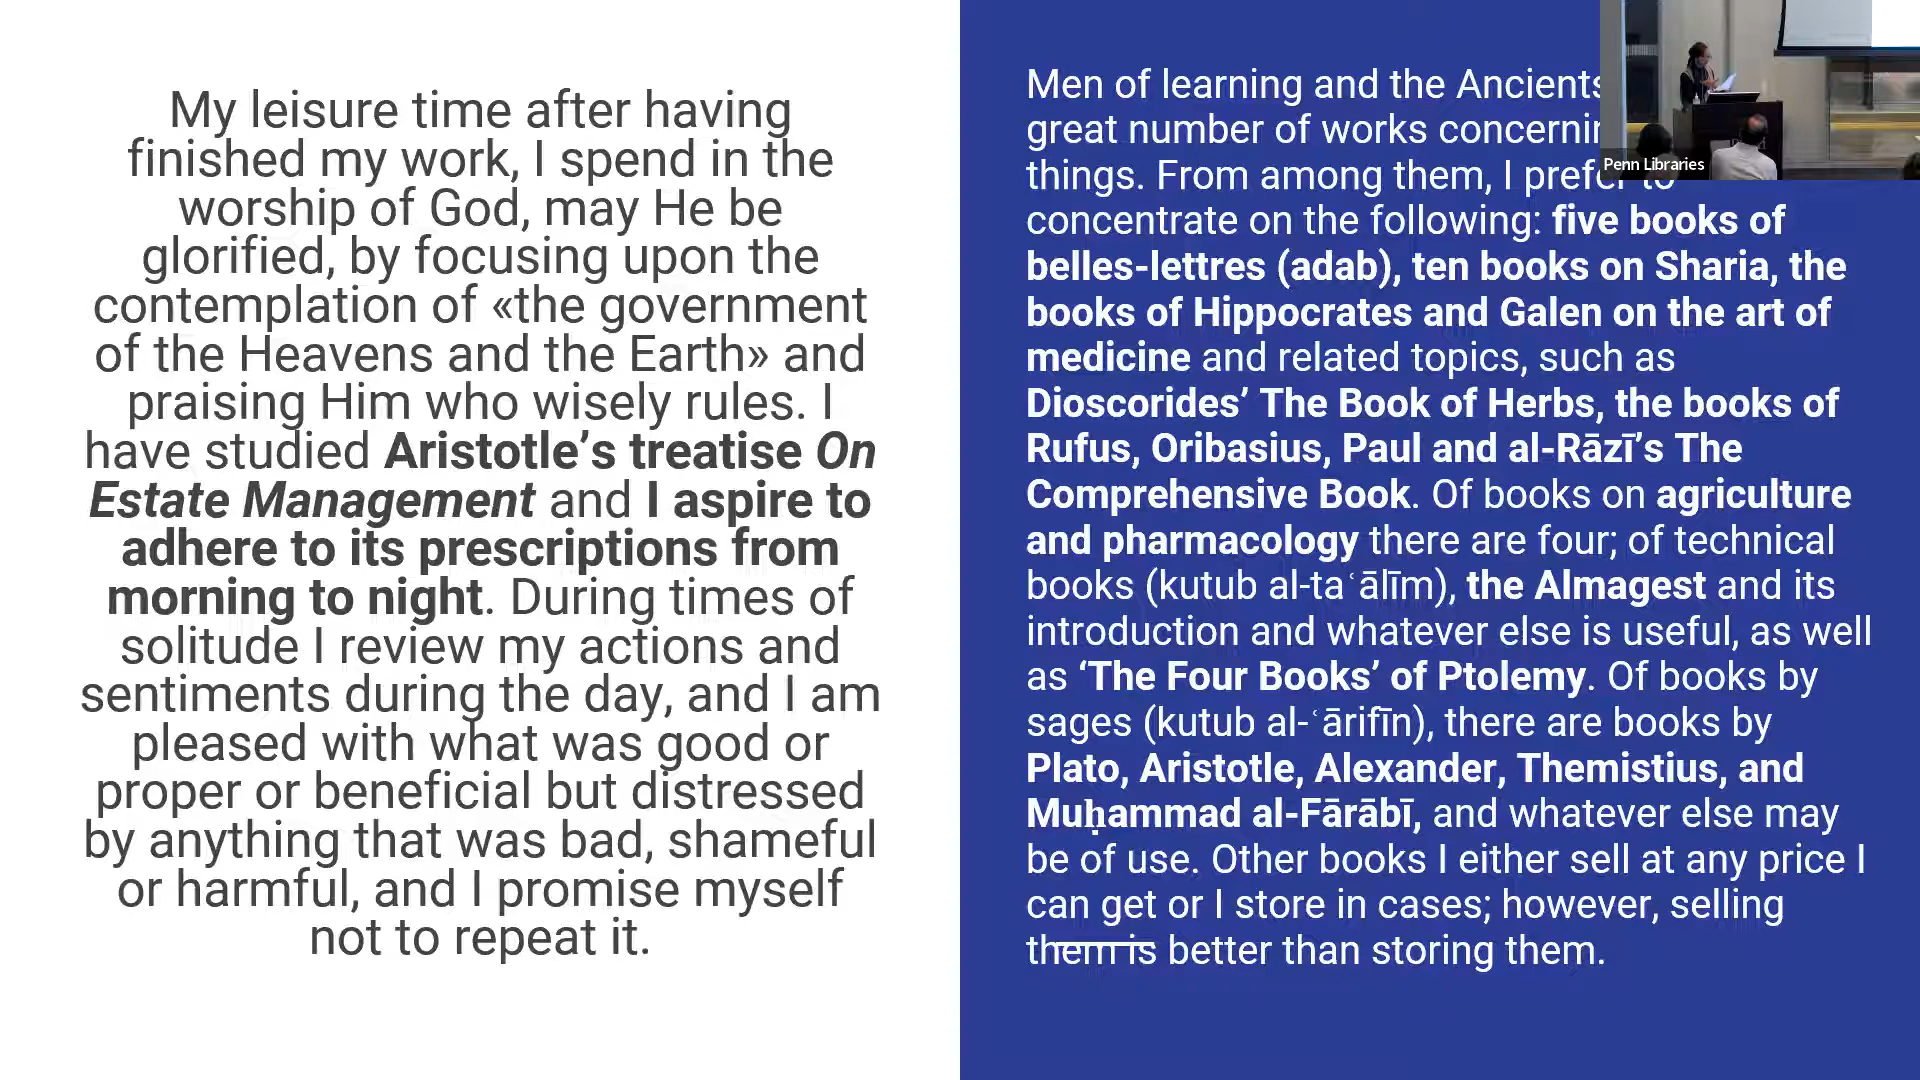 My leisure time after having
finished my work, I spend in the
worship of God, may He be
glorified, by focusing upon the
contemplation of «the government
of the Heavens and the Earth» and
praising Him who wisely rules. I
have studied Aristotle’s treatise On
Estate Management and I aspire to
adhere to its prescriptions from
morning to night. During times of
solitude I review my actions and
sentiments during the day, and I am
pleased with what was good or
proper or beneficial but distressed
by anything that was bad, shameful
or harmful, and I promise myself
not to repeat it.
Men of learning and the Ancients
great number of works
things. From among them, I prefer to
concentrate on the following: five books of
belles-lettres (adab), ten books on Sharia, the
books of Hippocrates and Galen on the art of
medicine and related topics, such as
Dioscorides’ The Book of Herbs, the books of
Rufus, Oribasius, Paul and al-Rāzī’s The
Comprehensive Book. Of books on agriculture
and pharmacology there are four; of technical
books (kutub al-taʿālīm), the Almagest and its
introduction and whatever else is useful, as well
as ‘The Four Books’ of Ptolemy. Of books by
sages (kutub al-ʿārifīn), there are books by
Plato, Aristotle, Alexander, Themistius, and
Muḥammad al-Fārābī, and whatever else may
be of use. Other books I either sell at any price I
can get or I store in cases; however, selling
them is better than storing them.
Penn Libraries